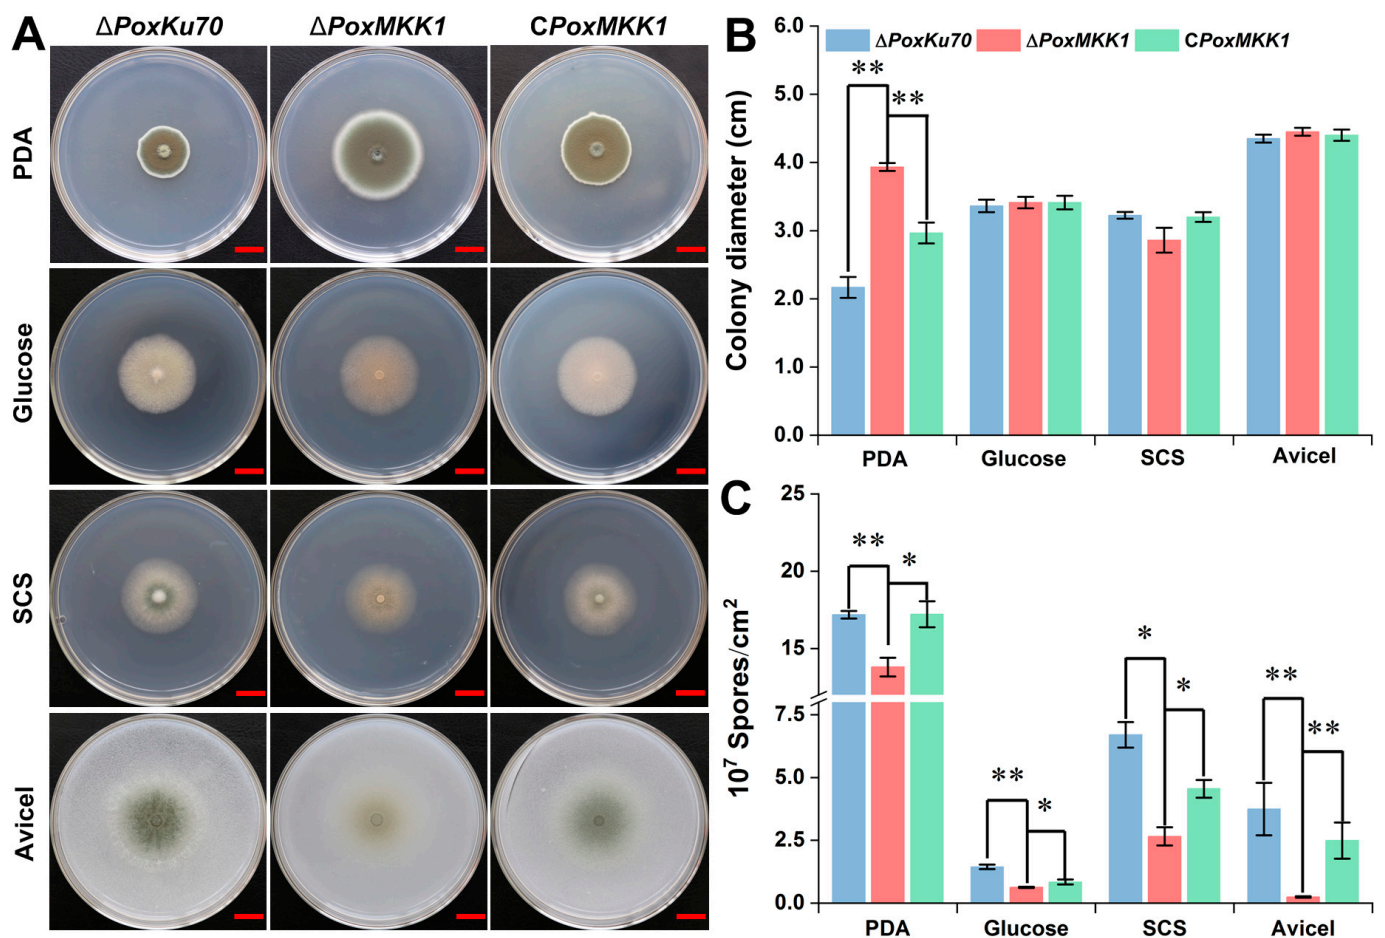 A
ΔPoxKu70 ΔPoxMKK1 CPoxMKK1
PDA
Glucose
SCS
Avicel
B
ΔPoxKu70 ΔPoxMKK1 CPoxMKK1
Colony diameter (cm)
6.0
5.0
4.0
3.0
2.0
1.0
0.0
** **
PDA Glucose SCS Avicel
C
10⁷ Spores/cm²
25
20
15
7.5
5.0
2.5
0.0
** *
** *
* *
** **
PDA Glucose SCS Avicel